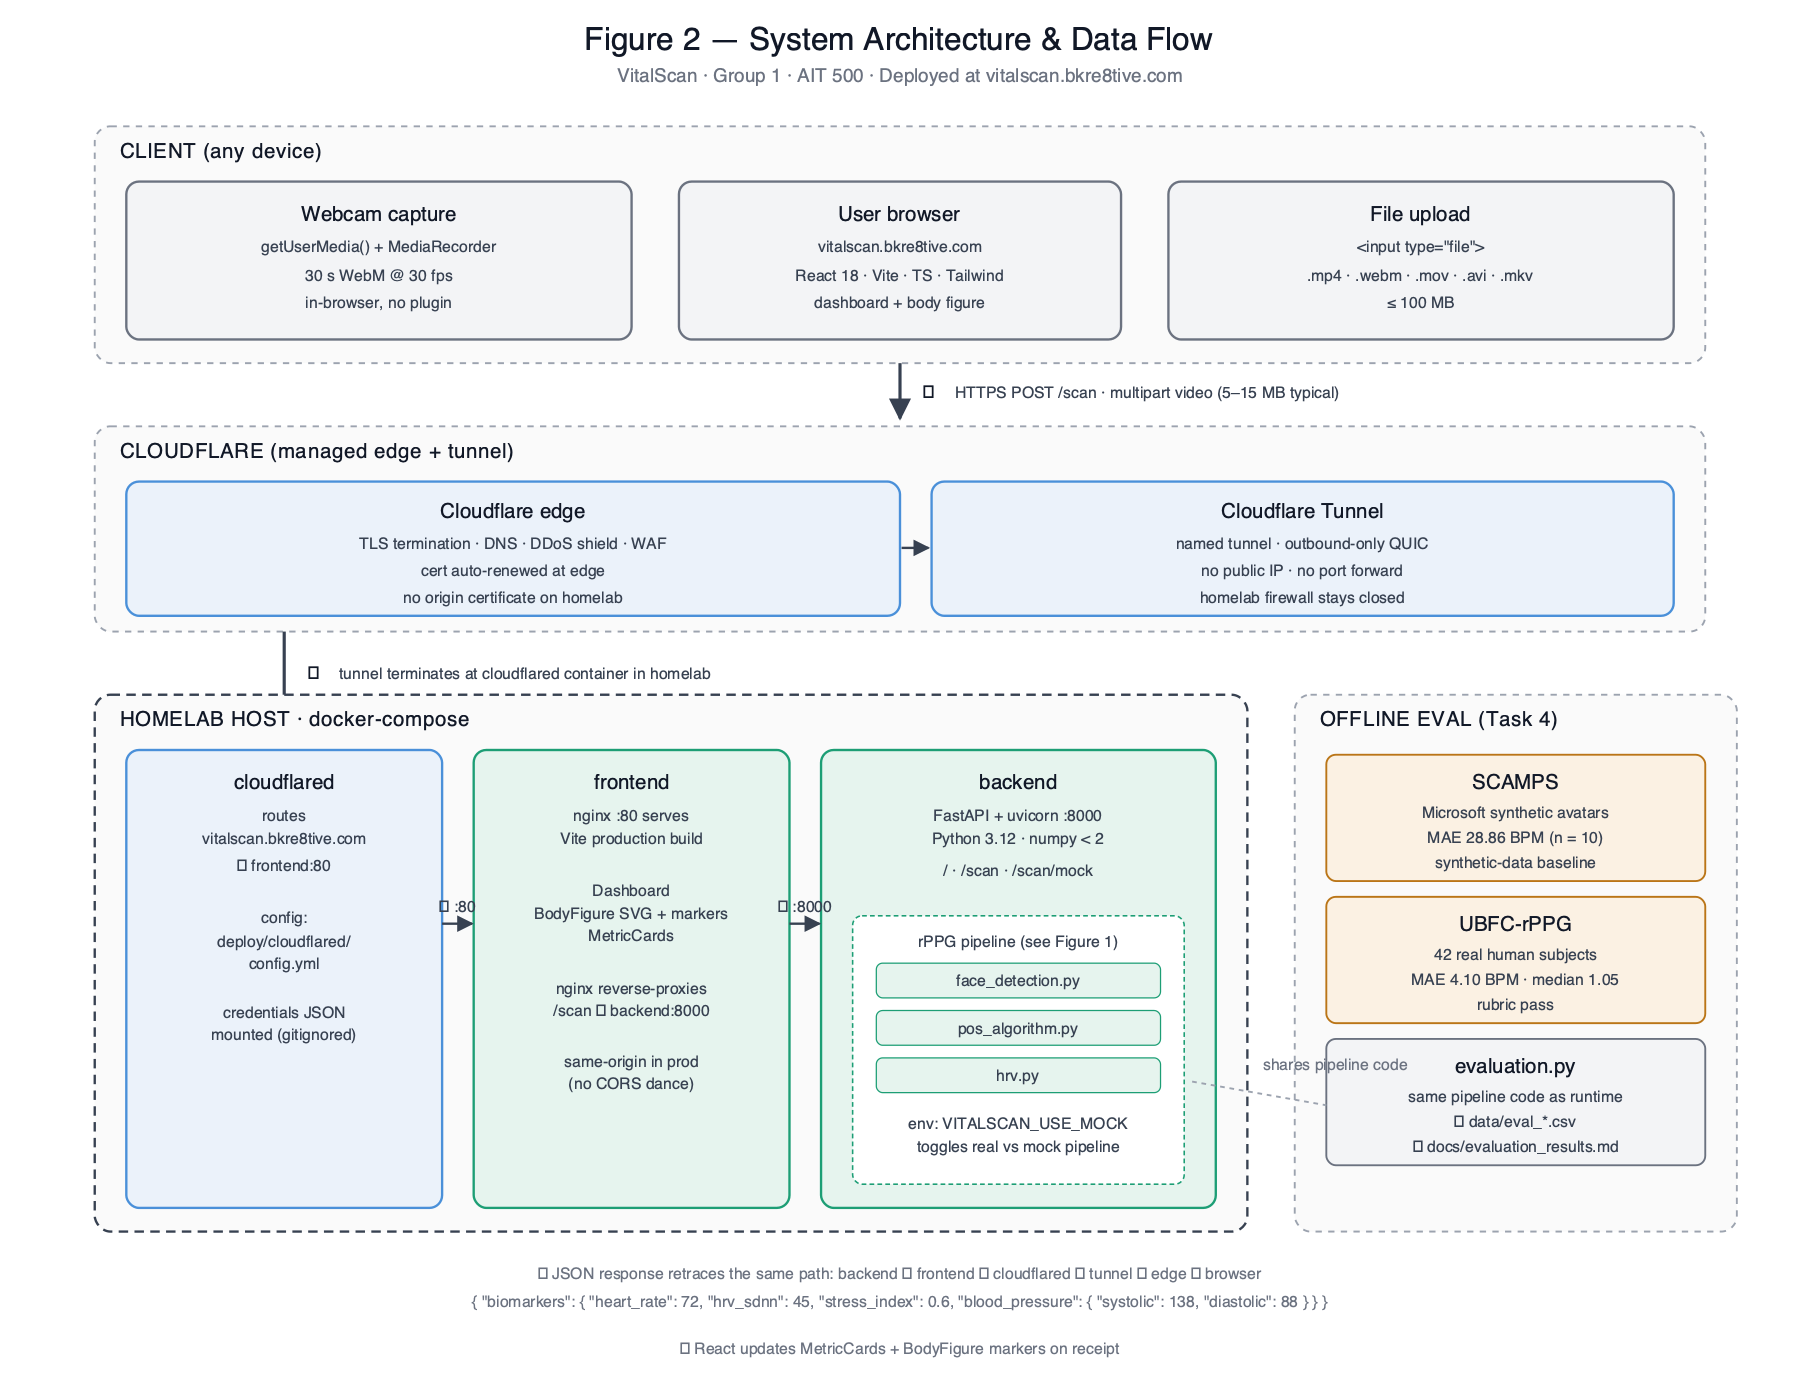 Figure 2 — System Architecture & Data Flow
VitalScan · Group 1 · AIT 500 · Deployed at vitalscan.bkre8tive.com
CLIENT (any device)
Webcam capture
getUserMedia() + MediaRecorder
30 s WebM @ 30 fps
in-browser, no plugin
User browser
vitalscan.bkre8tive.com
React 18 · Vite · TS · Tailwind
dashboard + body figure
File upload
<input type="file">
.mp4 · .webm · .mov · .avi · .mkv
≤ 100 MB
▯ HTTPS POST /scan · multipart video (5–15 MB typical)
CLOUDFLARE (managed edge + tunnel)
Cloudflare edge
TLS termination · DNS · DDoS shield · WAF
cert auto-renewed at edge
no origin certificate on homelab
Cloudflare Tunnel
named tunnel · outbound-only QUIC
no public IP · no port forward
homelab firewall stays closed
▯ tunnel terminates at cloudflared container in homelab
HOMELAB HOST · docker-compose
cloudflared
routes
vitalscan.bkre8tive.com
▯ frontend:80
config:
deploy/cloudflared/
config.yml
credentials JSON
mounted (gitignored)
▯ :80
frontend
nginx :80 serves
Vite production build
Dashboard
BodyFigure SVG + markers
MetricCards
nginx reverse-proxies
/scan ▯ backend:8000
same-origin in prod
(no CORS dance)
▯ :8000
backend
FastAPI + uvicorn :8000
Python 3.12 · numpy < 2
/ · /scan · /scan/mock
rPPG pipeline (see Figure 1)
face_detection.py
pos_algorithm.py
hrv.py
env: VITALSCAN_USE_MOCK
toggles real vs mock pipeline
OFFLINE EVAL (Task 4)
SCAMPS
Microsoft synthetic avatars
MAE 28.86 BPM (n = 10)
synthetic-data baseline
UBFC-rPPG
42 real human subjects
MAE 4.10 BPM · median 1.05
rubric pass
shares pipeline code
evaluation.py
same pipeline code as runtime
▯ data/eval_*.csv
▯ docs/evaluation_results.md
▯ JSON response retraces the same path: backend ▯ frontend ▯ cloudflared ▯ tunnel ▯ edge ▯ browser
{ "biomarkers": { "heart_rate": 72, "hrv_sdnn": 45, "stress_index": 0.6, "blood_pressure": { "systolic": 138, "diastolic": 88 } } }
▯ React updates MetricCards + BodyFigure markers on receipt